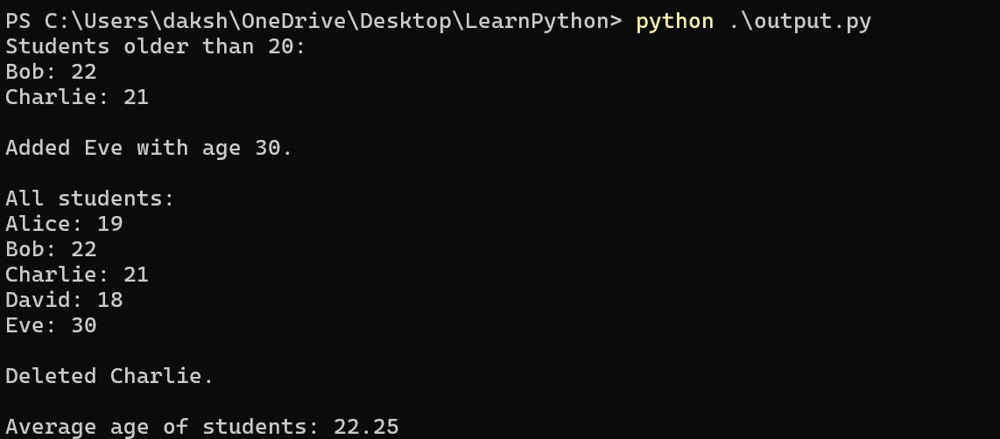 PS C:\Users\daksh\OneDrive\Desktop\LearnPython> python .\output.py
Students older than 20:
Bob: 22
Charlie: 21
Added Eve with age 30.
All students:
Alice: 19
Bob: 22
Charlie: 21
David: 18
Eve: 30
Deleted Charlie.
Average age of students: 22.25